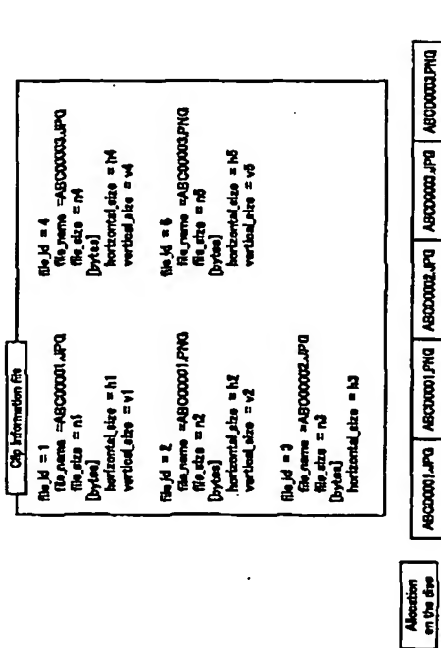 Clip Information file
file_id = 1
file_name =ABC00001.JPG
file_size = n1
[bytes]
horizontal_size = h1
vertical_size = v1
file_id = 2
file_name =ABC00001.PNG
file_size = n2
[bytes]
horizontal_size = h2
vertical_size = v2
file_id = 3
file_name =ABC00002.JPG
file_size = n3
[bytes]
horizontal_size = h3
file_id = 4
file_name =ABC00003.JPG
file_size = n4
[bytes]
horizontal_size = h4
vertical_size = v4
file_id = 5
file_name =ABC00003.PNG
file_size = n5
[bytes]
horizontal_size = h5
vertical_size = v5
Allocation
on the disc
ABC00001.JPG
ABC00001.PNG
ABC00002.JPG
ABC00003.JPG
ABC00003.PNG